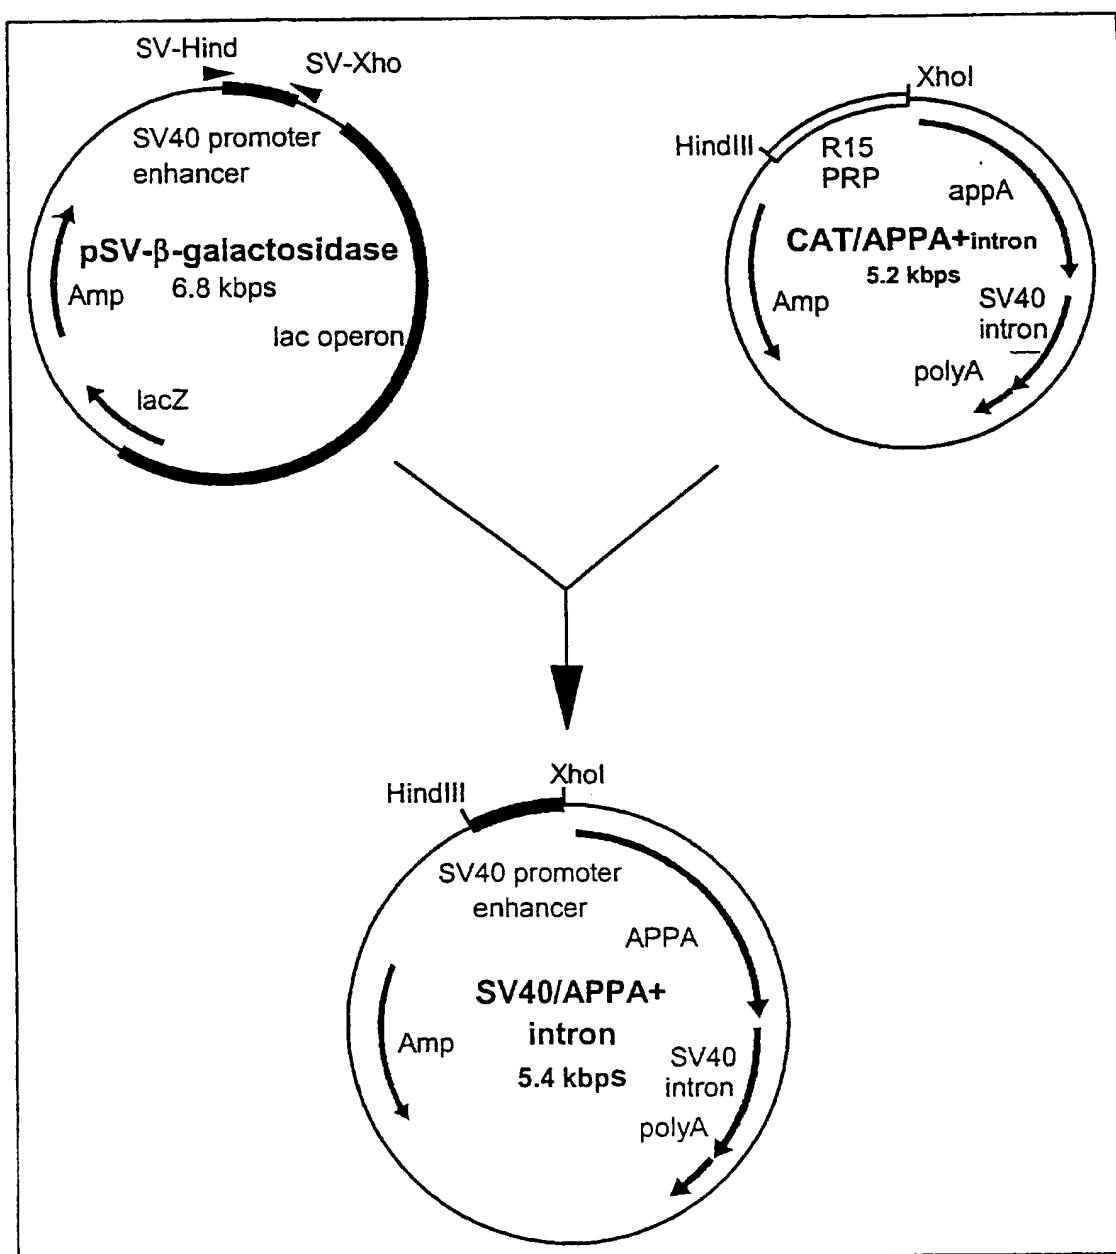 SV-Hind
SV-Xho
SV40 promoter
enhancer
pSV-β-galactosidase
6.8 kbps
Amp
lac operon
lacZ
XhoI
HindIII
R15
PRP
appA
CAT/APPA+intron
5.2 kbps
Amp
SV40
intron
polyA
XhoI
HindIII
SV40 promoter
enhancer
APPA
SV40/APPA+
intron
5.4 kbps
Amp
SV40
intron
polyA